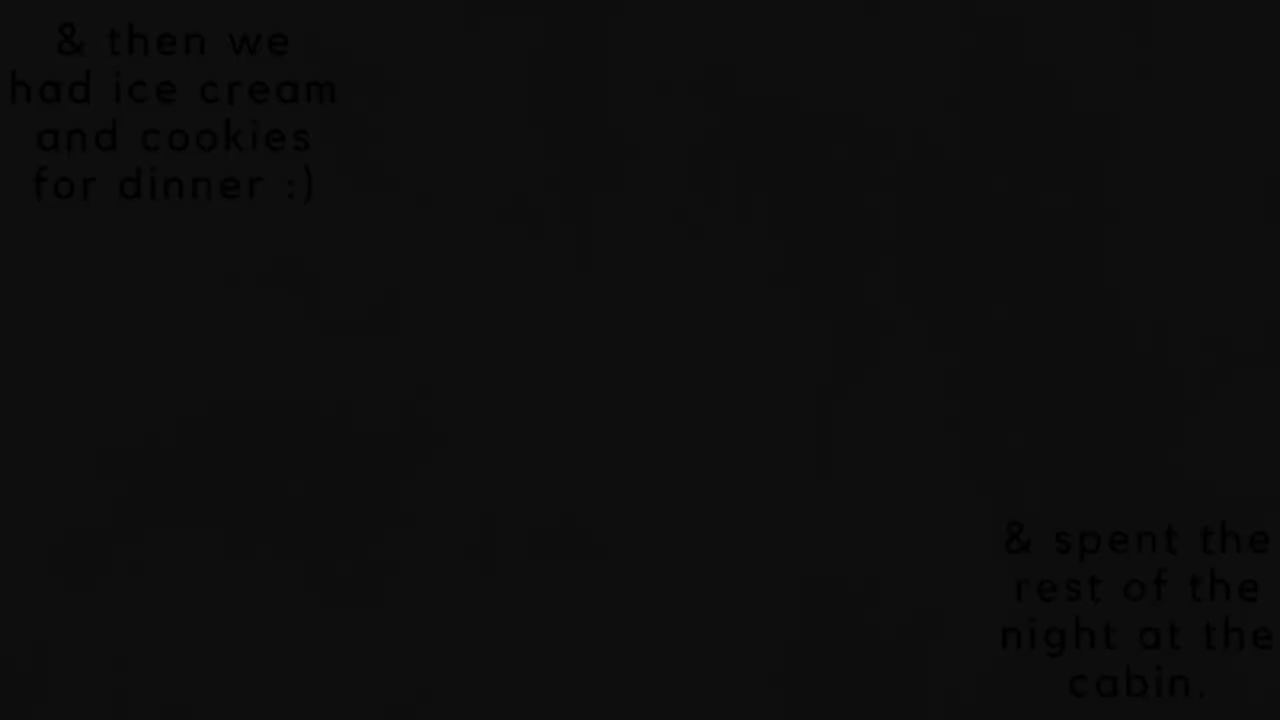 & then we
had ice cream
and cookies
for dinner :)
& spent the
rest of the
night at the
cabin.